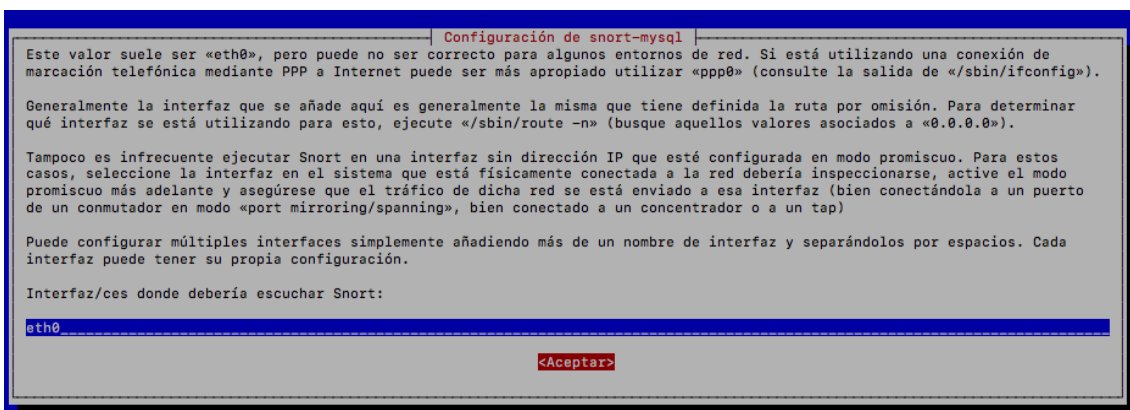 Configuración de snort-mysql
Este valor suele ser «eth0», pero puede no ser correcto para algunos entornos de red. Si está utilizando una conexión de
marcación telefónica mediante PPP a Internet puede ser más apropiado utilizar «ppp0» (consulte la salida de «/sbin/ifconfig»).
Generalmente la interfaz que se añade aquí es generalmente la misma que tiene definida la ruta por omisión. Para determinar
qué interfaz se está utilizando para esto, ejecute «/sbin/route -n» (busque aquellos valores asociados a «0.0.0.0»).
Tampoco es infrecuente ejecutar Snort en una interfaz sin dirección IP que esté configurada en modo promiscuo. Para estos
casos, seleccione la interfaz en el sistema que está físicamente conectada a la red debería inspeccionarse, active el modo
promiscuo más adelante y asegúrese que el tráfico de dicha red se está enviado a esa interfaz (bien conectándola a un puerto
de un conmutador en modo «port mirroring/spanning», bien conectado a un concentrador o a un tap)
Puede configurar múltiples interfaces simplemente añadiendo más de un nombre de interfaz y separándolos por espacios. Cada
interfaz puede tener su propia configuración.
Interfaz/ces donde debería escuchar Snort:
eth0
<Aceptar>